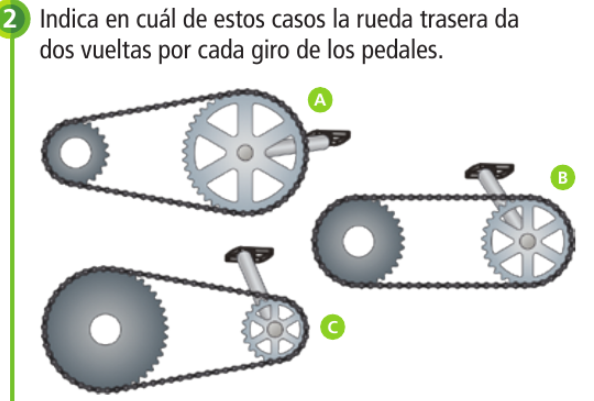 2 Indica en cuál de estos casos la rueda trasera da
dos vueltas por cada giro de los pedales.
A
B
C